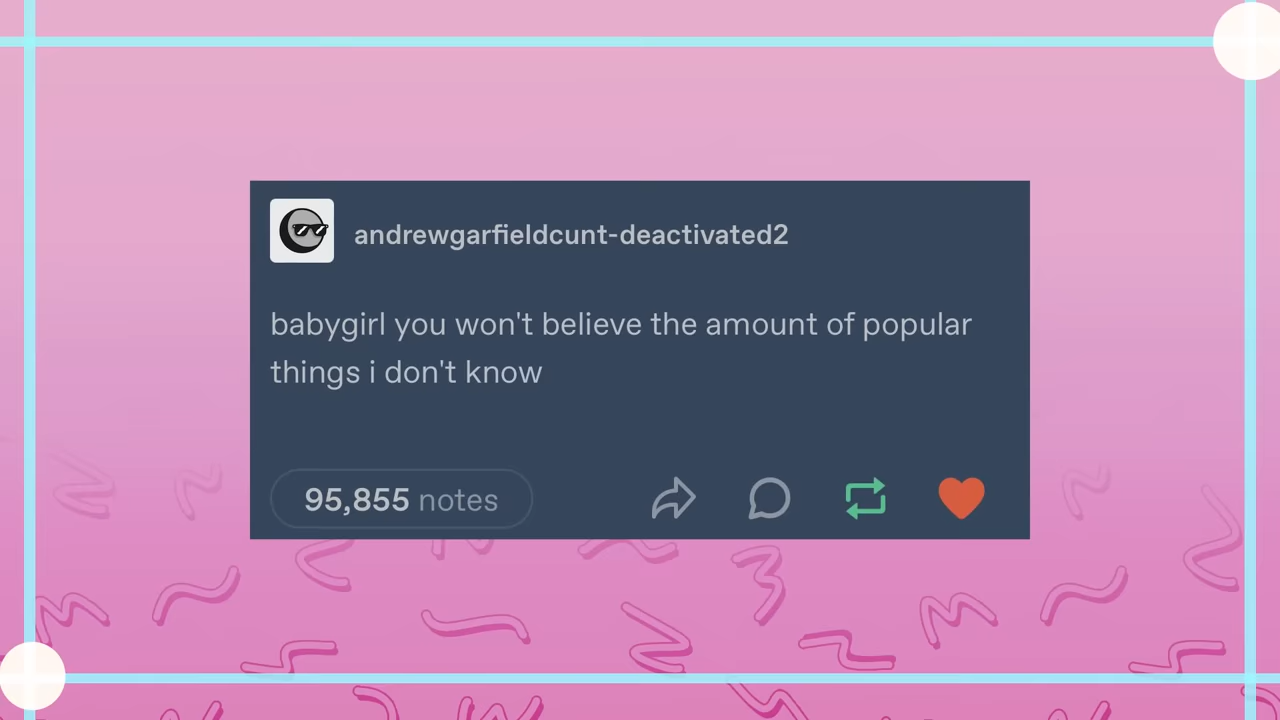 andrewgarfieldcunt-deactivated2
babygirl you won't believe the amount of popular
things i don't know
95,855 notes